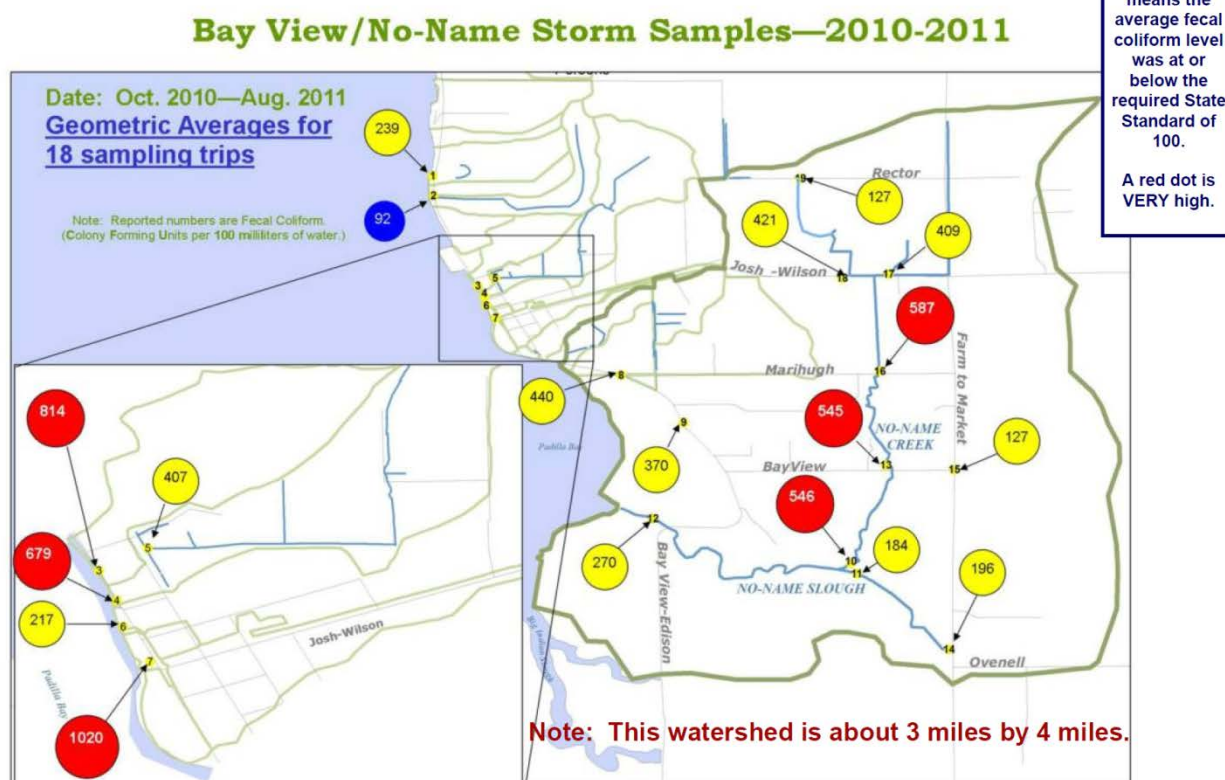 means the
average fecal
coliform level
was at or
below the
required State
Standard of
100.
A red dot is
VERY high.
Bay View/No-Name Storm Samples—2010-2011
Date: Oct. 2010—Aug. 2011
Geometric Averages for
18 sampling trips
Note: Reported numbers are Fecal Coliform.
(Colony Forming Units per 100 milliliters of water.)
239
1
2
92
3
4
5
6
7
19
Rector
127
421
409
Josh -Wilson
18
17
587
Farm to Market
Marihugh
16
8
440
9
370
545
NO-NAME
CREEK
127
BayView
13
15
Padilla Bay
546
12
270
10
11
184
NO-NAME SLOUGH
196
Bay View-Edison
14
Ovenell
814
407
5
679
3
4
217
6
Josh-Wilson
7
Padilla Bay
1020
Note: This watershed is about 3 miles by 4 miles.